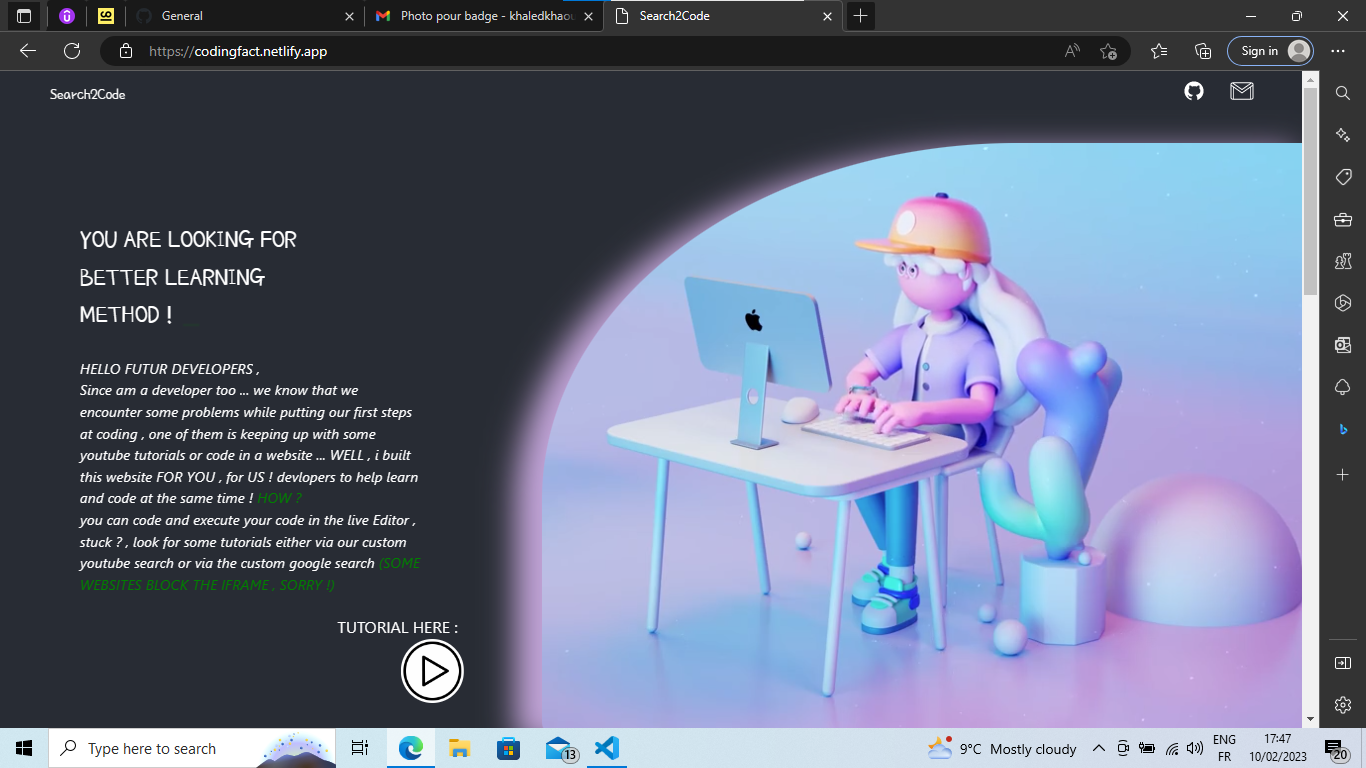 General
Photo pour badge - khaledkhaou
Search2Code
https://codingfact.netlify.app
Sign in
Search2Code
YOU ARE LOOKING FOR
BETTER LEARNING
METHOD !
HELLO FUTUR DEVELOPERS ,
Since am a developer too ... we know that we
encounter some problems while putting our first steps
at coding , one of them is keeping up with some
youtube tutorials or code in a website ... WELL , i built
this website FOR YOU , for US ! devlopers to help learn
and code at the same time ! HOW ?
you can code and execute your code in the live Editor ,
stuck ? , look for some tutorials either via our custom
youtube search or via the custom google search (SOME
WEBSITES BLOCK THE IFRAME , SORRY !)
TUTORIAL HERE :
Type here to search
13
9°C Mostly cloudy
ENG
FR
17:47
10/02/2023
20